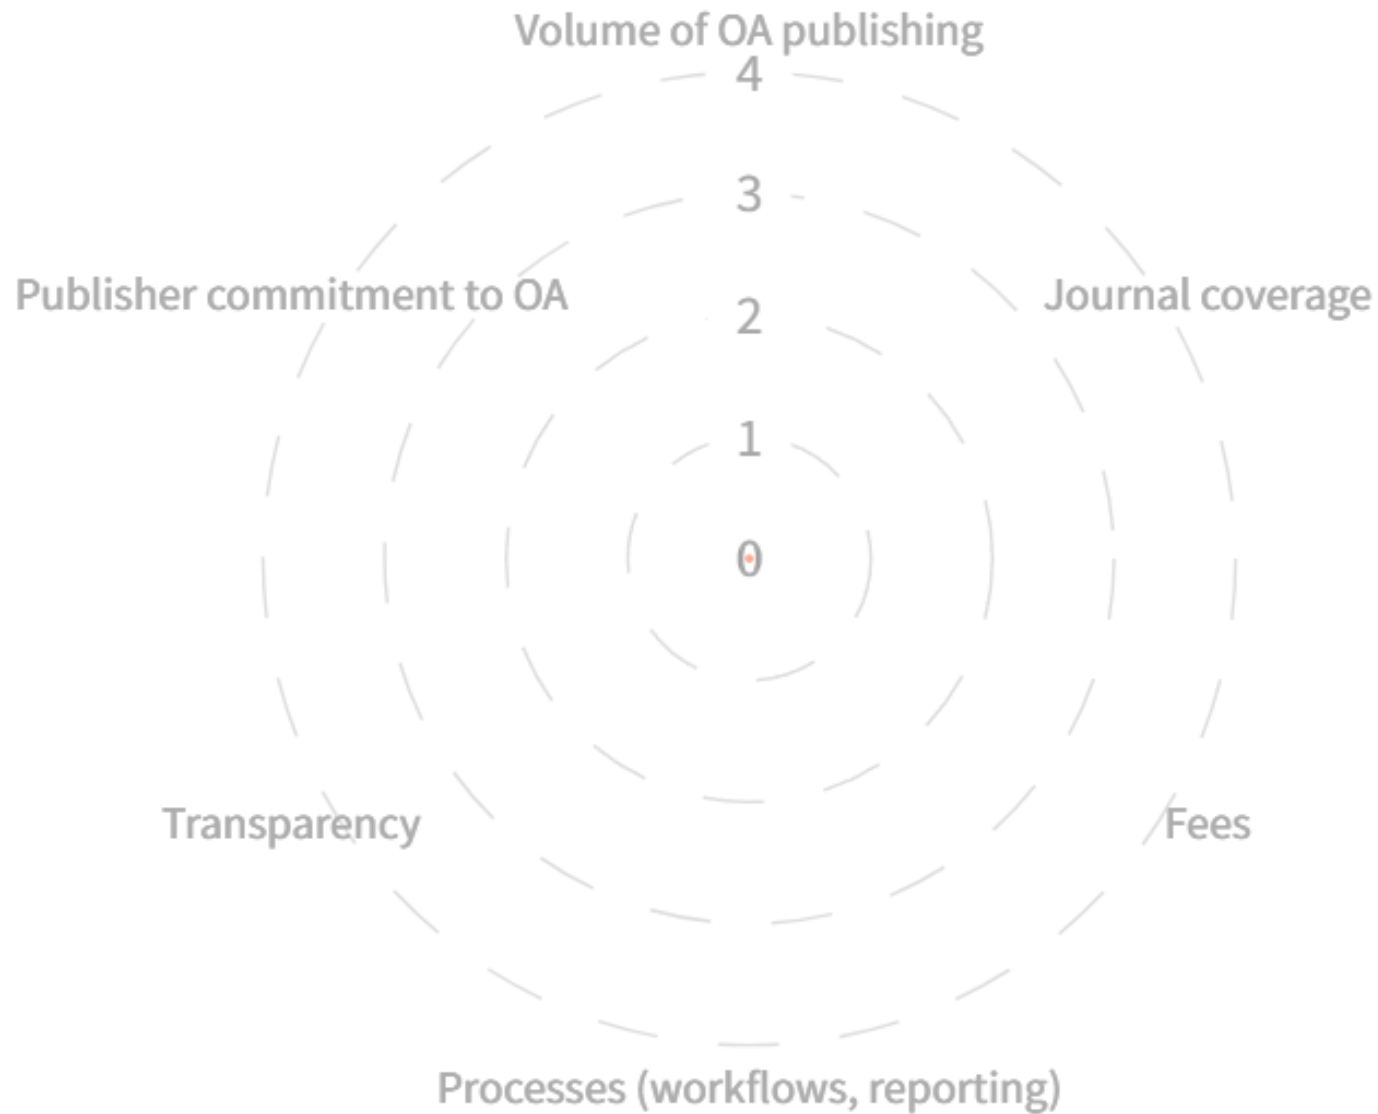 Volume of OA publishing
4
3
Publisher commitment to OA
Journal coverage
2
1
0
Transparency
Fees
Processes (workflows, reporting)